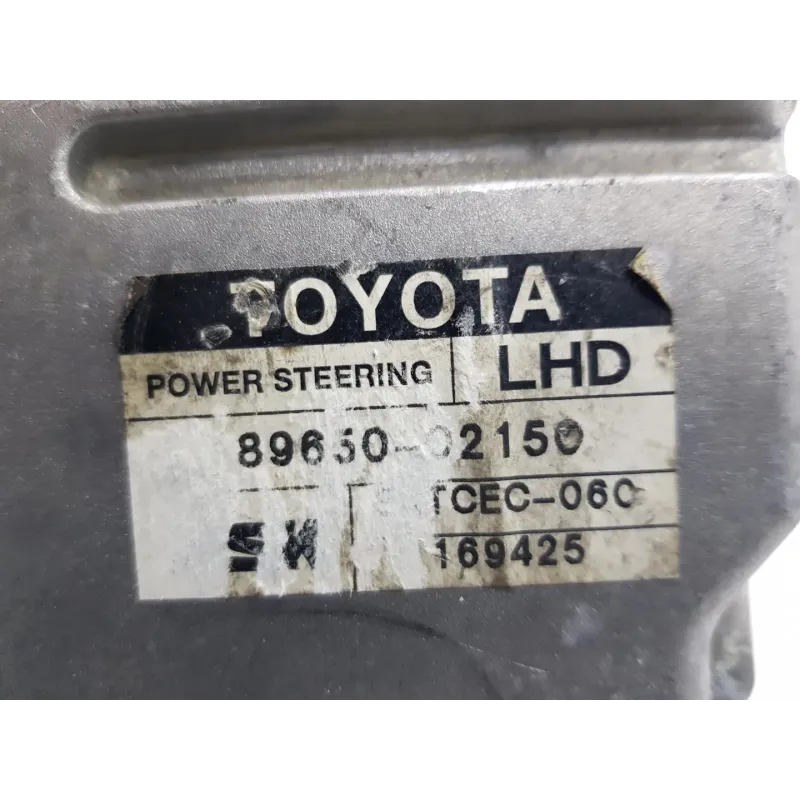 TOYOTA
POWER STEERING LHD
89650-02150
TCEC-060
169425